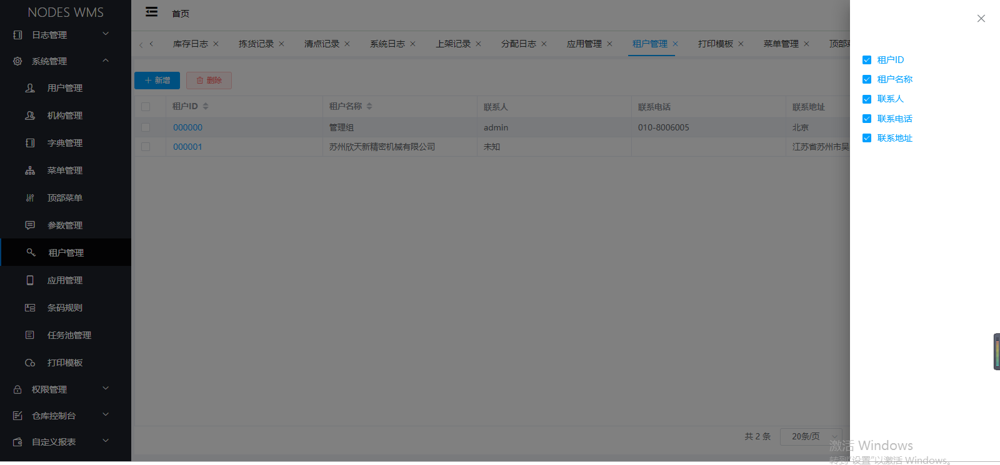 NODES WMS
日志管理
系统管理
用户管理
机构管理
字典管理
菜单管理
顶部菜单
参数管理
租户管理
应用管理
条码规则
任务池管理
打印模板
权限管理
仓库控制台
自定义报表
首页
库存日志 拣货记录 清点记录 系统日志 上架记录 分配日志 应用管理 租户管理 打印模板 菜单管理 顶部
新增 删除
租户ID 租户名称 联系人 联系电话 联系地址
000000 管理组 admin 010-8006005 北京
000001 苏州欣天新精密机械有限公司 未知 江苏省苏州市吴
共 2 条 20条/页
租户ID
租户名称
联系人
联系电话
联系地址
激活 Windows
转到"设置"以激活 Windows。